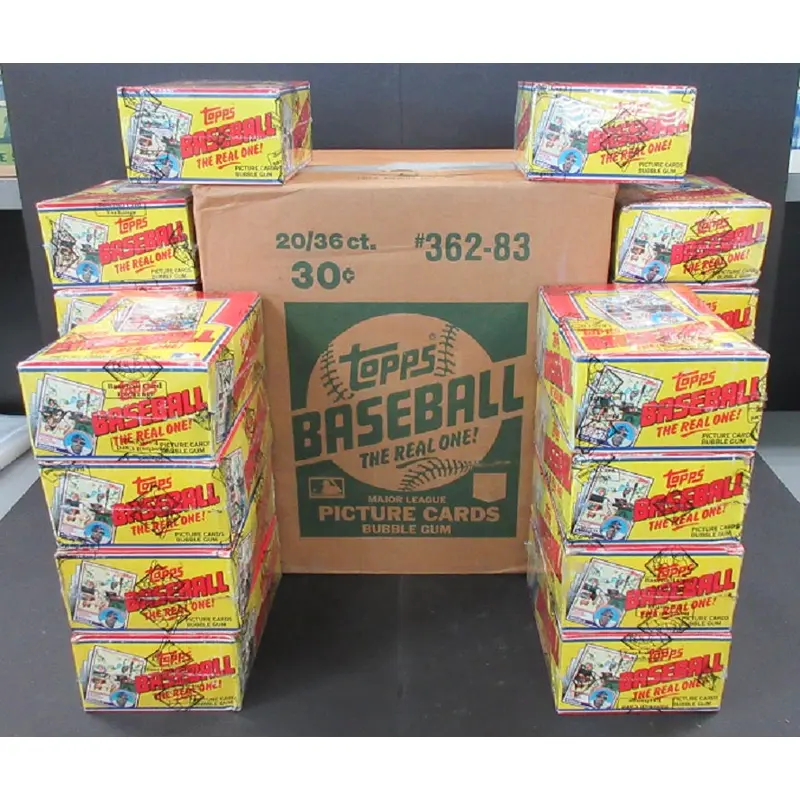 topps
BASEBALL
THE REAL ONE!
PICTURE CARDS
BUBBLE GUM
topps
BASEBALL
THE REAL ONE!
PICTURE CARDS
BUBBLE GUM
topps
BASEBALL
THE REAL ONE!
PICTURE CARDS
BUBBLE GUM
topps
BASEBALL
THE REAL ONE!
PICTURE CARDS
BUBBLE GUM
20/36 ct. #362-83
30¢
topps®
BASEBALL
THE REAL ONE!
MAJOR LEAGUE
PICTURE CARDS
BUBBLE GUM
Baseball Card
topps
BASEBALL
THE REAL ONE!
PICTURE CARDS
BUBBLE GUM
topps
BASEBALL
THE REAL ONE!
PICTURE CARDS
BUBBLE GUM
topps
BASEBALL
THE REAL ONE!
PICTURE CARDS
BUBBLE GUM
topps
BASEBALL
THE REAL ONE!
PICTURE CARDS
BUBBLE GUM
topps
BASEBALL
THE REAL ONE!
PICTURE CARDS
BUBBLE GUM
topps
BASEBALL
THE REAL ONE!
PICTURE CARDS
BUBBLE GUM
topps
BASEBALL
THE REAL ONE!
PICTURE CARDS
BUBBLE GUM
topps
BASEBALL
THE REAL ONE!
PICTURE CARDS
BUBBLE GUM